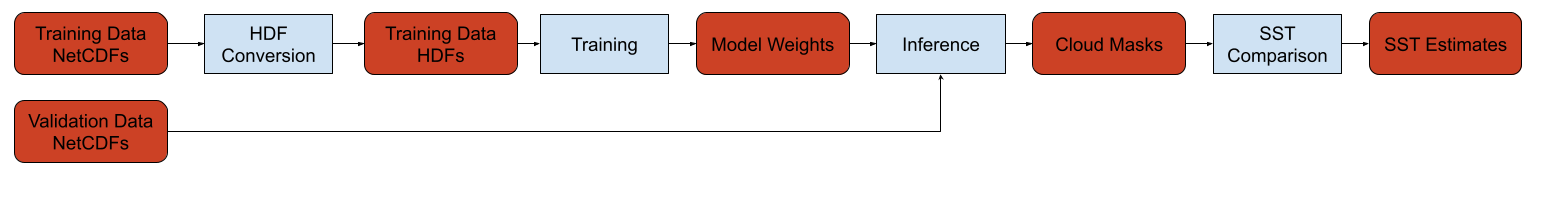 Training Data
NetCDFs
HDF
Conversion
Training Data
HDFs
Training
Model Weights
Inference
Cloud Masks
SST
Comparison
SST Estimates
Validation Data
NetCDFs